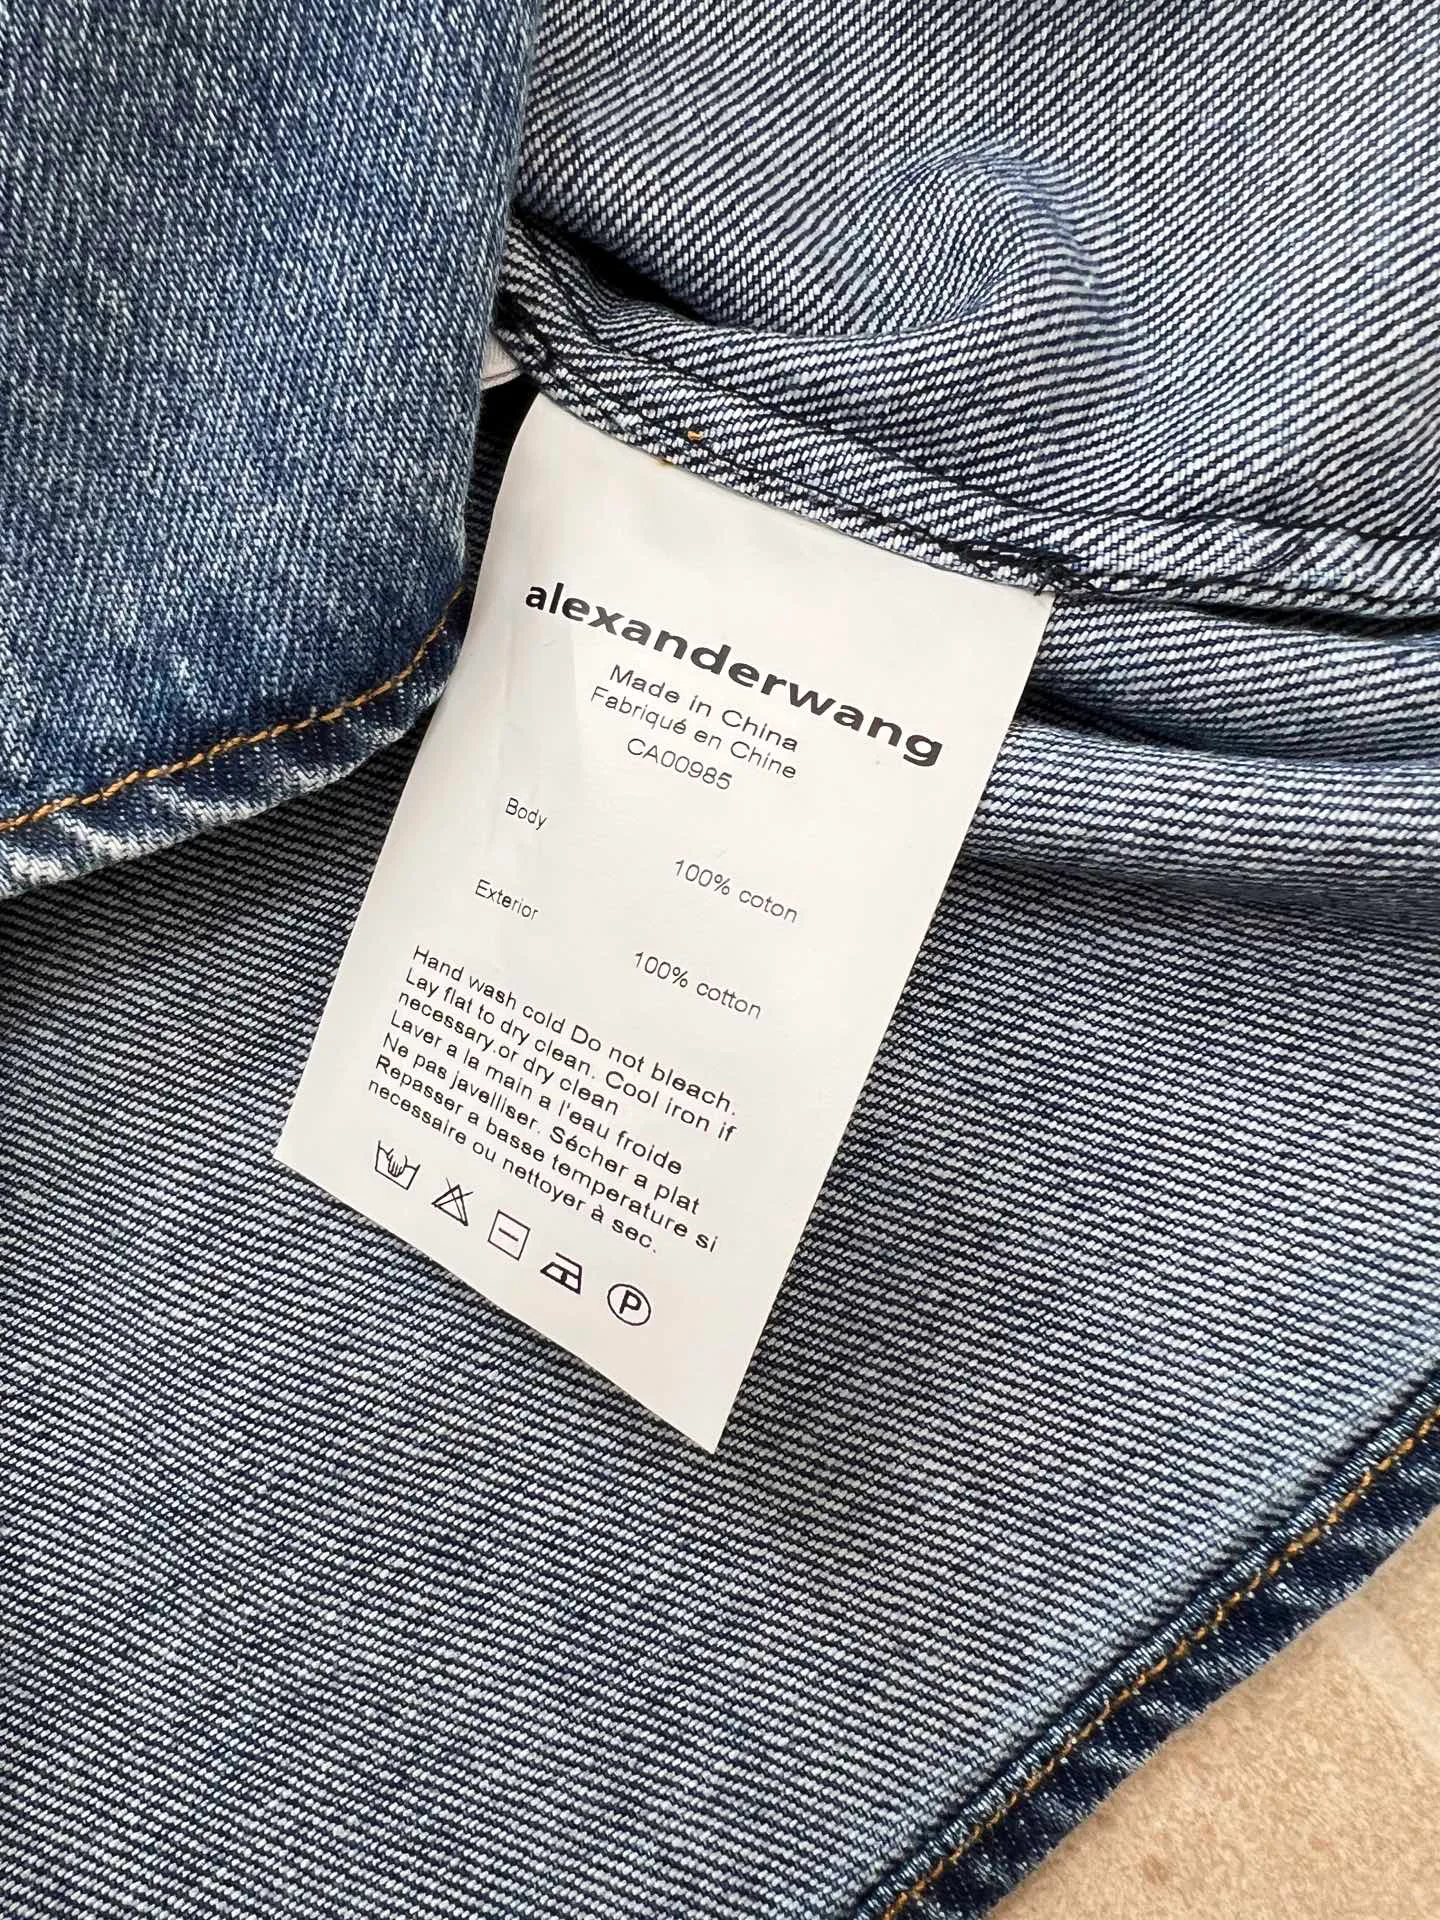 alexanderwang
Made in China
Fabriqué en Chine
CA00985
Body
100% coton
Exterior
100% cotton
Hand wash cold Do not bleach.
Lay flat to dry clean. Cool iron if
necessary.or dry clean
Laver a la main a l'eau froide
Ne pas javelliser. Sécher a plat
Repasser a basse temperature si
necessaire ou nettoyer à sec.
P